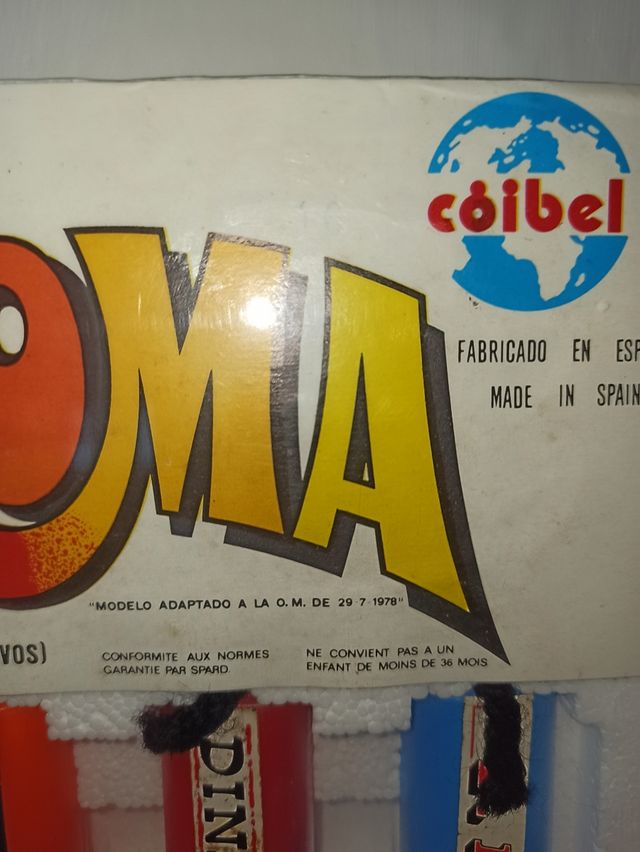 cóibel
OMA
FABRICADO EN ESP
MADE IN SPAIN
"MODELO ADAPTADO A LA O.M. DE 29-7-1978"
VOS)
CONFORMITE AUX NORMES
GARANTIE PAR SPARD.
NE CONVIENT PAS A UN
ENFANT DE MOINS DE 36 MOIS
DIN